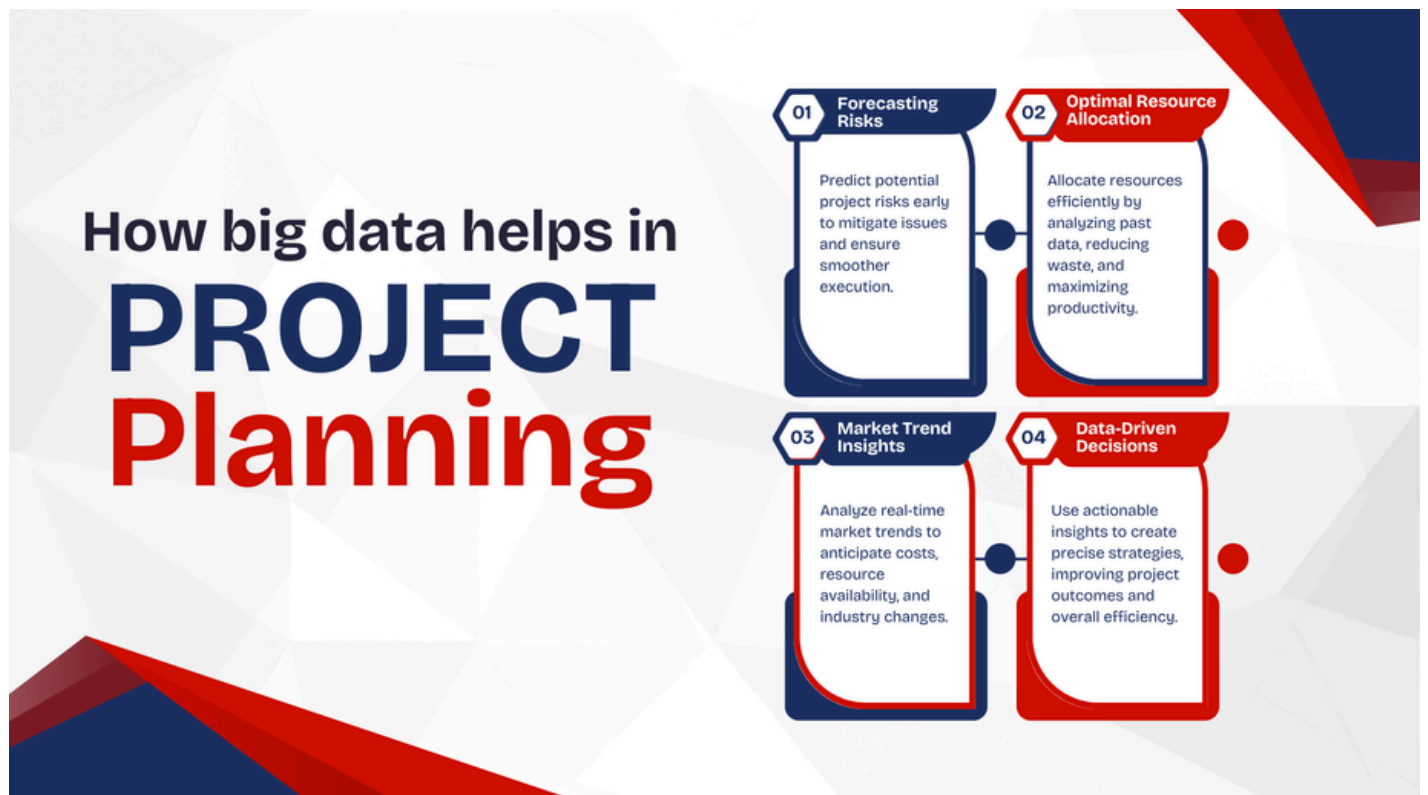 How big data helps in
PROJECT
Planning
01
Forecasting
Risks
Predict potential
project risks early
to mitigate issues
and ensure
smoother
execution.
02
Optimal Resource
Allocation
Allocate resources
efficiently by
analyzing past
data, reducing
waste, and
maximizing
productivity.
03
Market Trend
Insights
Analyze real-time
market trends to
anticipate costs,
resource
availability, and
industry changes.
04
Data-Driven
Decisions
Use actionable
insights to create
precise strategies,
improving project
outcomes and
overall efficiency.